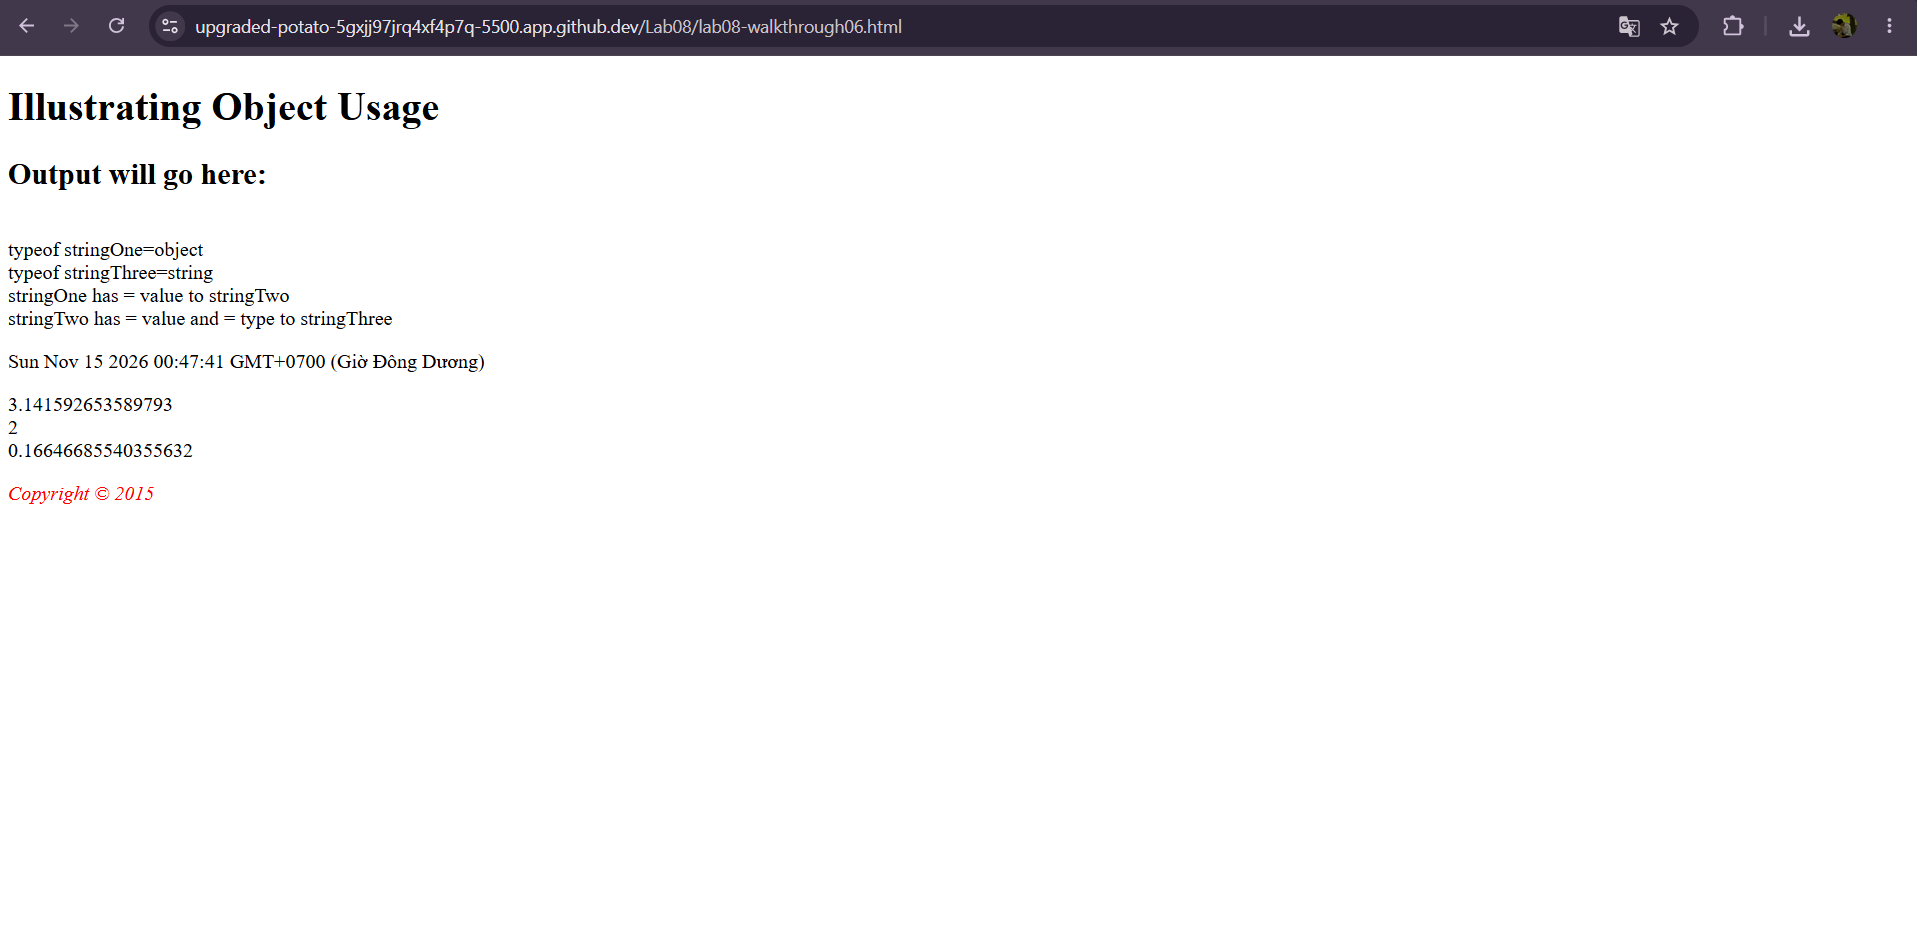 upgraded-potato-5gxjj97jrq4xf4p7q-5500.app.github.dev/Lab08/lab08-walkthrough06.html
Illustrating Object Usage
Output will go here:
typeof stringOne=object
typeof stringThree=string
stringOne has = value to stringTwo
stringTwo has = value and = type to stringThree
Sun Nov 15 2026 00:47:41 GMT+0700 (Giờ Đông Dương)
3.141592653589793
2
0.16646685540355632
Copyright © 2015